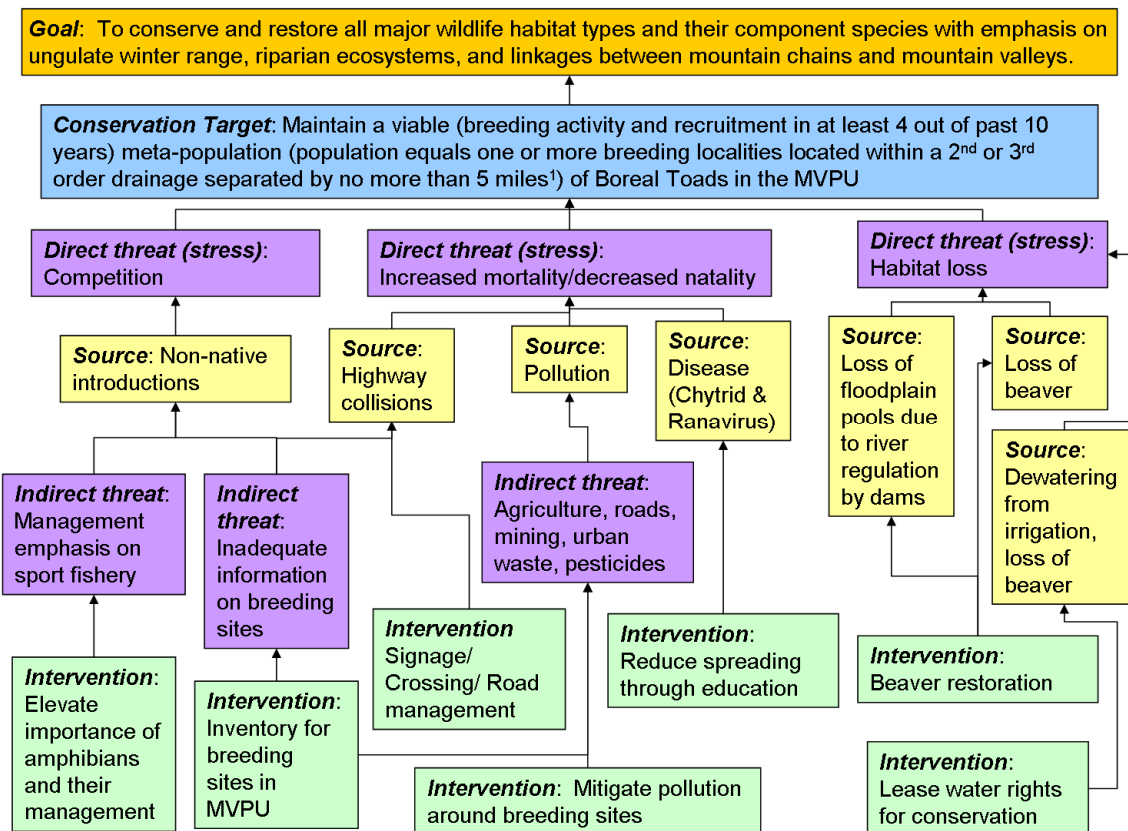 Goal: To conserve and restore all major wildlife habitat types and their component species with emphasis on
ungulate winter range, riparian ecosystems, and linkages between mountain chains and mountain valleys.
Conservation Target: Maintain a viable (breeding activity and recruitment in at least 4 out of past 10
years) meta-population (population equals one or more breeding localities located within a 2nd or 3rd
order drainage separated by no more than 5 miles1) of Boreal Toads in the MVPU
Direct threat (stress):
Competition
Direct threat (stress):
Increased mortality/decreased natality
Direct threat (stress):
Habitat loss
Source: Non-native
introductions
Source:
Highway
collisions
Source:
Pollution
Source:
Disease
(Chytrid &
Ranavirus)
Source:
Loss of
floodplain
pools due
to river
regulation
by dams
Source:
Loss of
beaver
Source:
Dewatering
from
irrigation,
loss of
beaver
Indirect threat:
Management
emphasis on
sport fishery
Indirect
threat:
Inadequate
information
on breeding
sites
Indirect threat:
Agriculture, roads,
mining, urban
waste, pesticides
Intervention:
Elevate
importance of
amphibians
and their
management
Intervention:
Inventory for
breeding
sites in
MVPU
Intervention
Signage/
Crossing/ Road
management
Intervention: Mitigate pollution
around breeding sites
Intervention:
Reduce spreading
through education
Intervention:
Beaver restoration
Intervention:
Lease water rights
for conservation